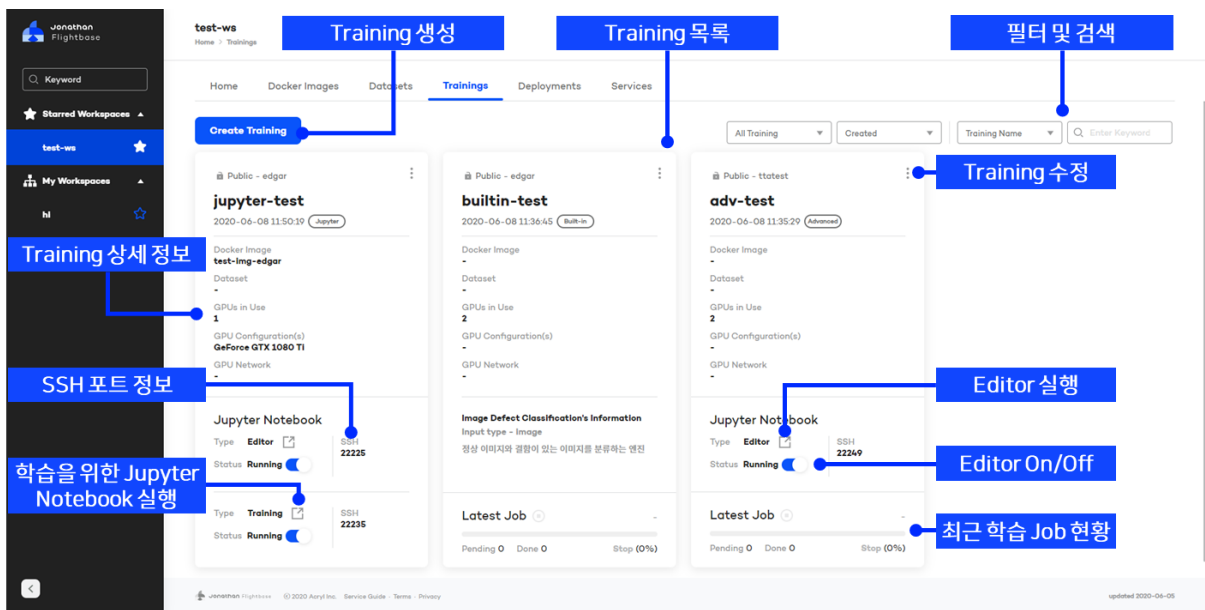 Jonathan
Flightbase
Keyword
Starred Workspaces
test-ws
My Workspaces
hi
test-ws
Home > Trainings
Training 생성
Training 목록
필터 및 검색
Home Docker Images Datasets Trainings Deployments Services
Create Training
All Training Created Training Name Enter Keyword
Training 수정
Training 상세 정보
SSH 포트 정보
학습을 위한 Jupyter
Notebook 실행
Public - edgar
jupyter-test
2020-06-08 11:50:19 Jupyter
Docker Image
test-img-edgar
Dataset
-
GPUs in Use
1
GPU Configuration(s)
GeForce GTX 1080 Ti
GPU Network
-
Jupyter Notebook
Type Editor SSH
22225
Status Running
Type Training SSH
22235
Status Running
Public - edgar
builtin-test
2020-06-08 11:36:45 Built-in
Docker Image
-
Dataset
-
GPUs in Use
2
GPU Configuration(s)
-
GPU Network
-
Image Defect Classification's Information
Input type - Image
정상 이미지와 결함이 있는 이미지를 분류하는 엔진
Latest Job -
Pending 0 Done 0 Stop (0%)
Public - ttatest
adv-test
2020-06-08 11:35:29 Advanced
Docker Image
-
Dataset
-
GPUs in Use
2
GPU Configuration(s)
-
GPU Network
-
Jupyter Notebook
Type Editor SSH
22249
Status Running
Latest Job -
Pending 0 Done 0 Stop (0%)
Editor 실행
Editor On/Off
최근 학습 Job 현황
Jonathan Flightbase © 2020 Acryl Inc. Service Guide - Terms - Privacy
updated 2020-06-05